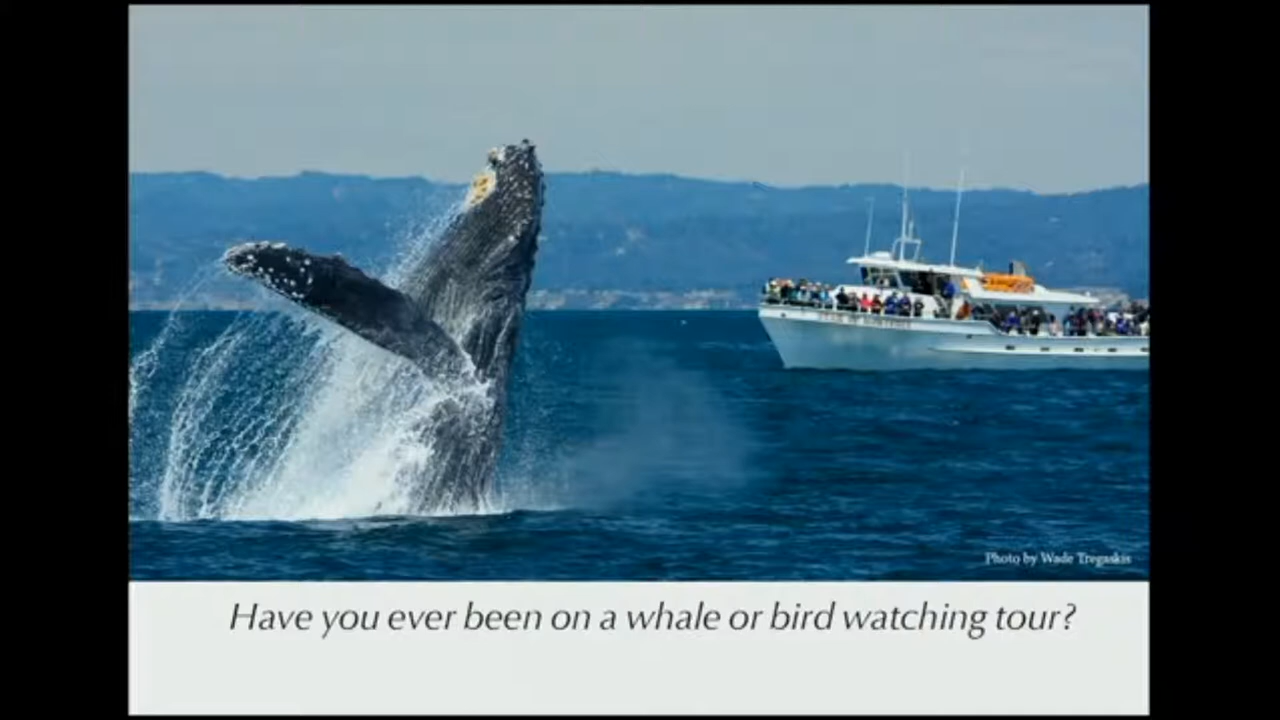 Photo by Wade Tregaskis
Have you ever been on a whale or bird watching tour?